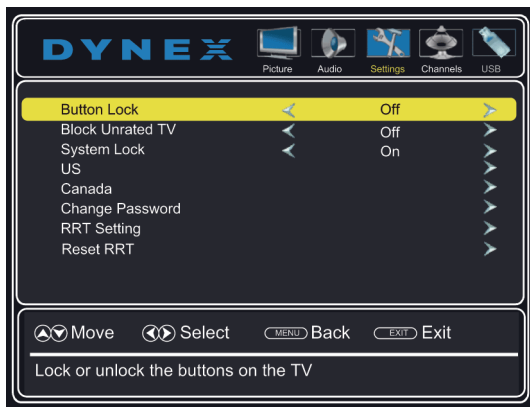 DYNEX
Picture Audio Settings Channels USB
Button Lock Off
Block Unrated TV Off
System Lock On
US
Canada
Change Password
RRT Setting
Reset RRT
Move Select MENU Back EXIT Exit
Lock or unlock the buttons on the TV